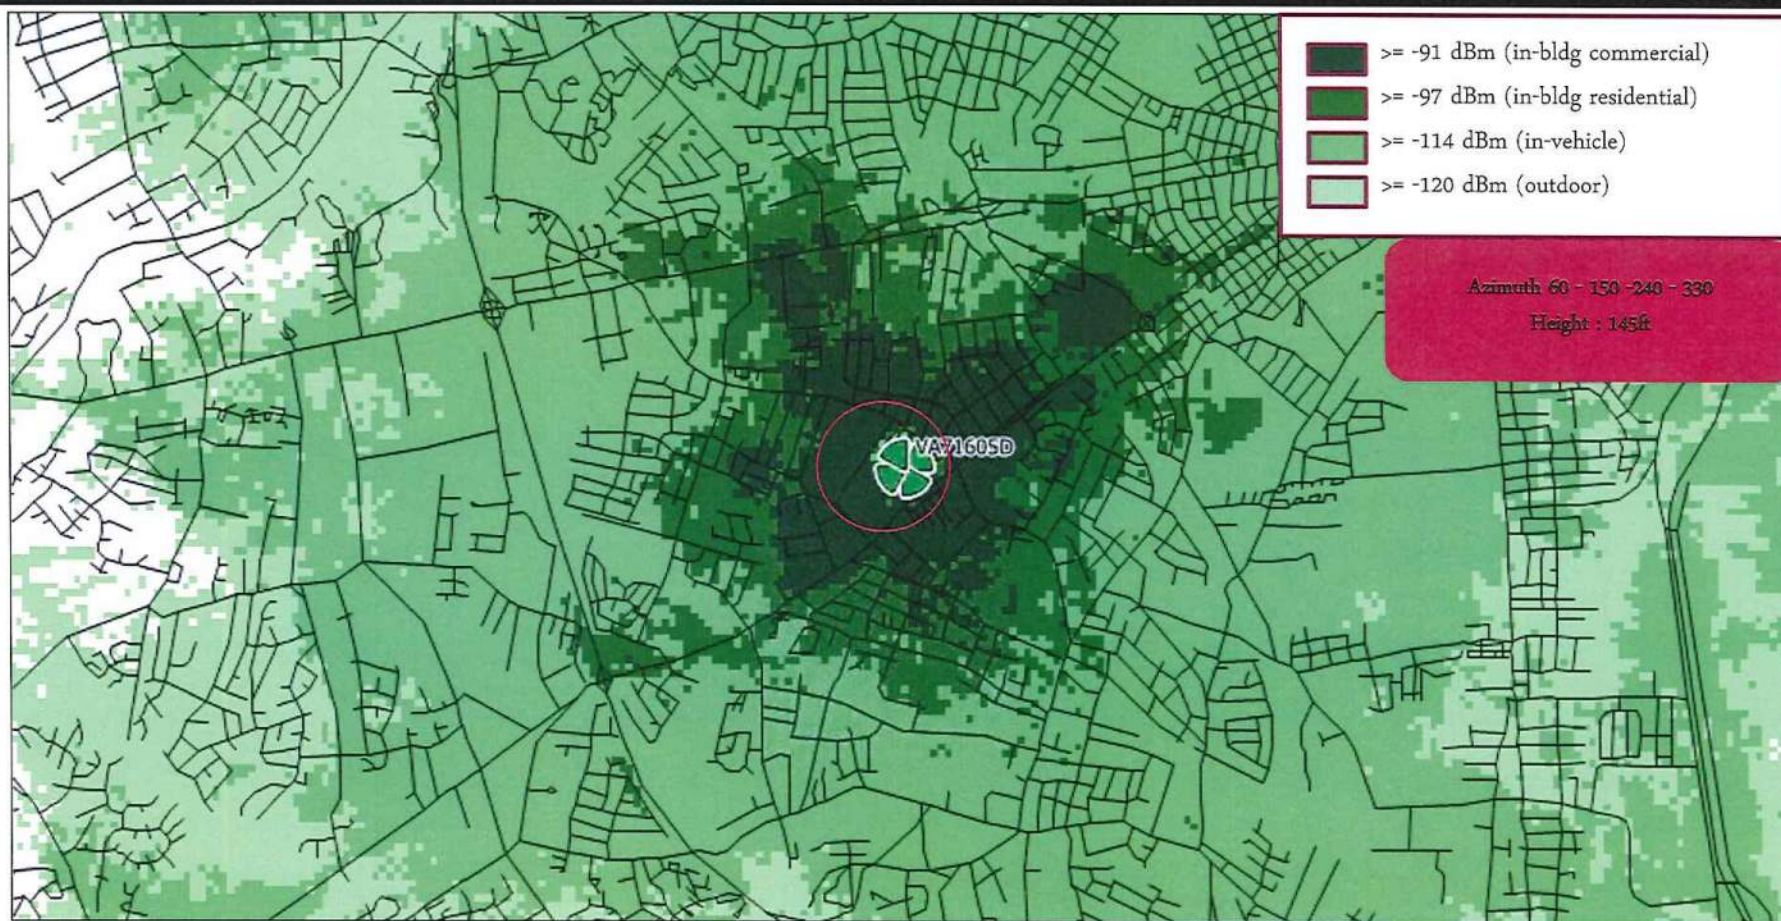 >= -91 dBm (in-bldg commercial)
>= -97 dBm (in-bldg residential)
>= -114 dBm (in-vehicle)
>= -120 dBm (outdoor)
Azimuth 60 - 150 -240 - 330
Height : 145ft
VA71605D